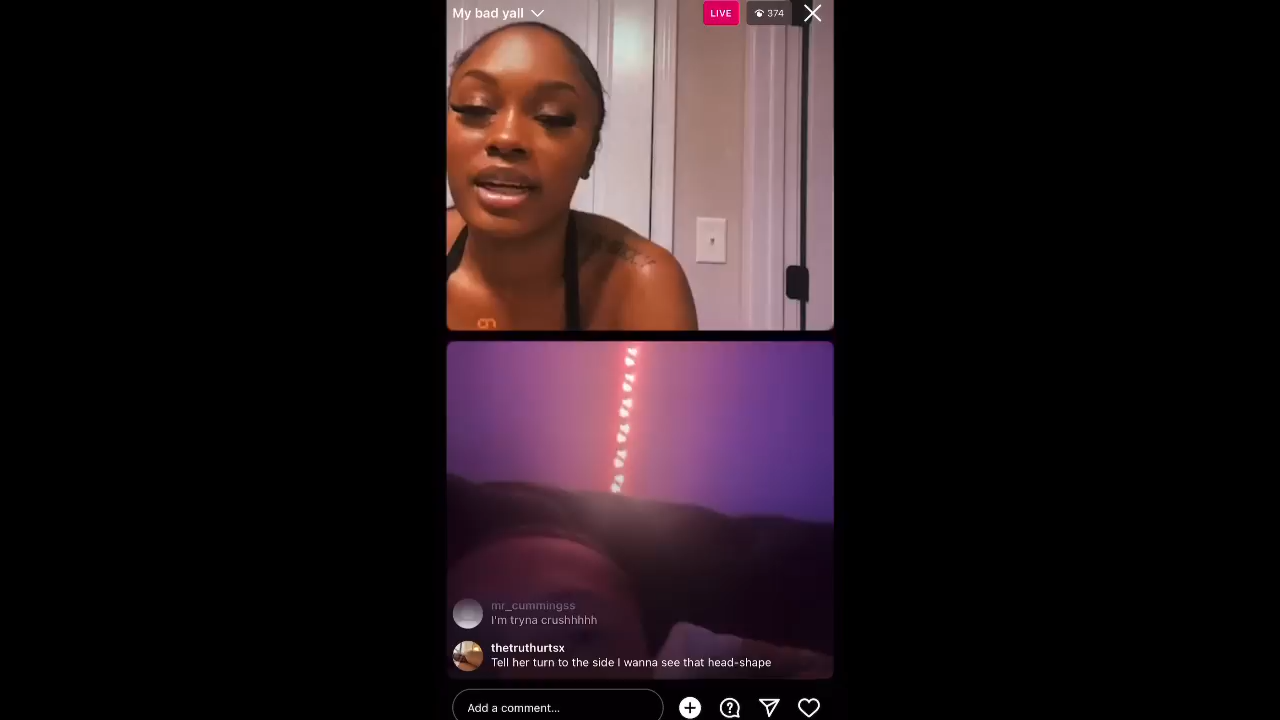 My bad yall
LIVE
374
mr_cummingss
I'm tryna crushhhhh
thetruthurtsx
Tell her turn to the side I wanna see that head-shape
Add a comment...